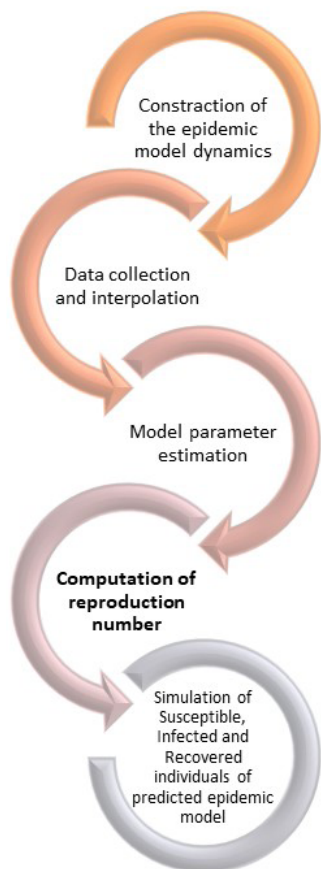 Constraction of
the epidemic
model dynamics
Data collection
and interpolation
Model parameter
estimation
Computation of
reproduction
number
Simulation of
Susceptible,
Infected and
Recovered
individuals of
predicted epidemic
model